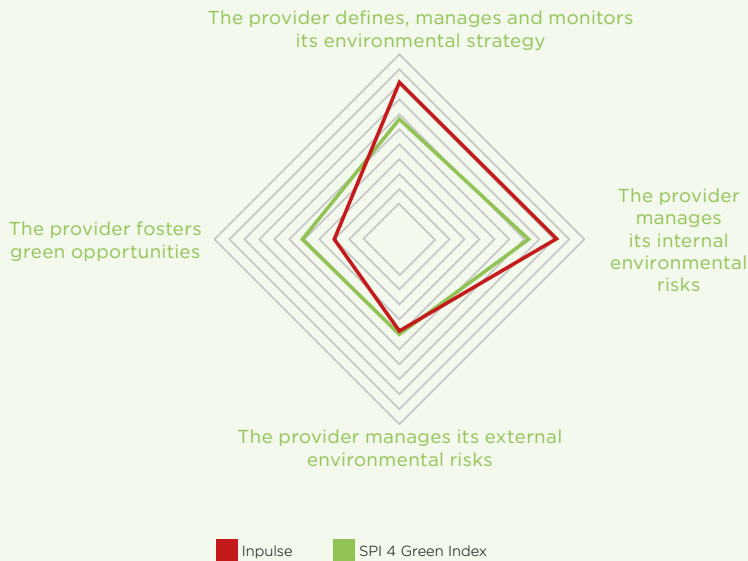 The provider defines, manages and monitors
its environmental strategy
The provider fosters
green opportunities
The provider
manages
its internal
environmental
risks
The provider manages its external
environmental risks
Inpulse
SPI 4 Green Index